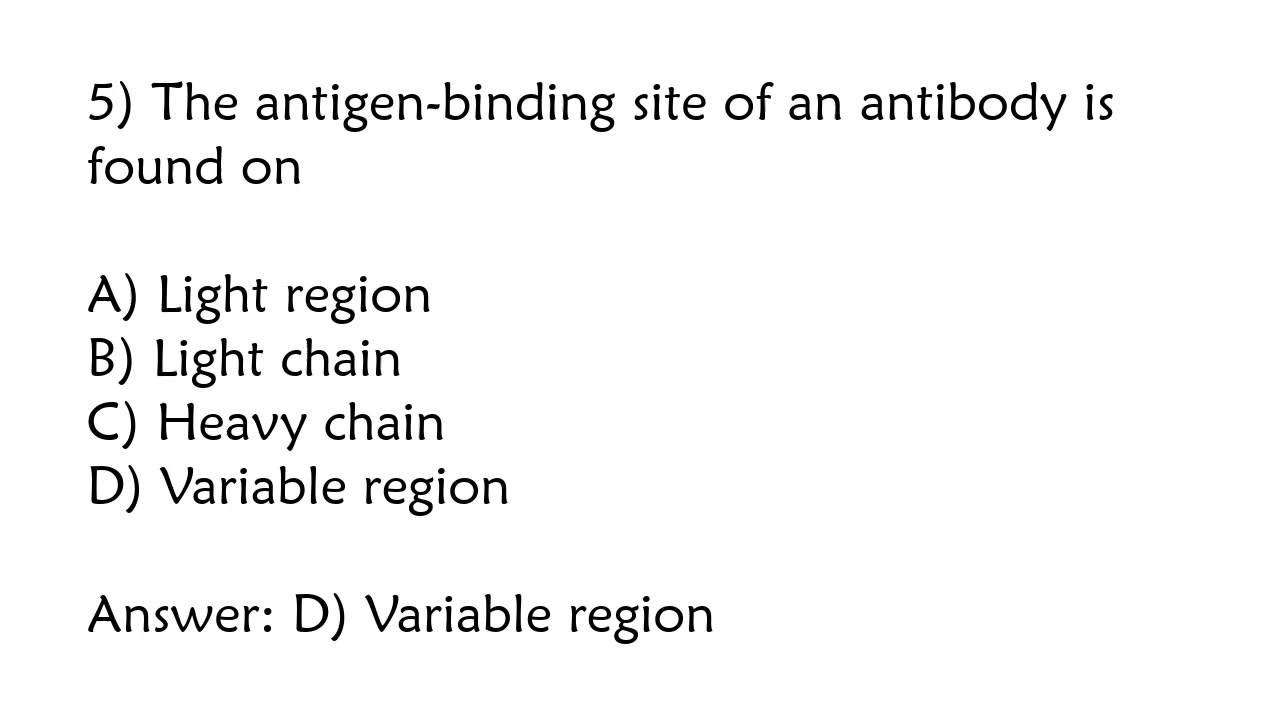 5) The antigen-binding site of an antibody is
found on
A) Light region
B) Light chain
C) Heavy chain
D) Variable region
Answer: D) Variable region